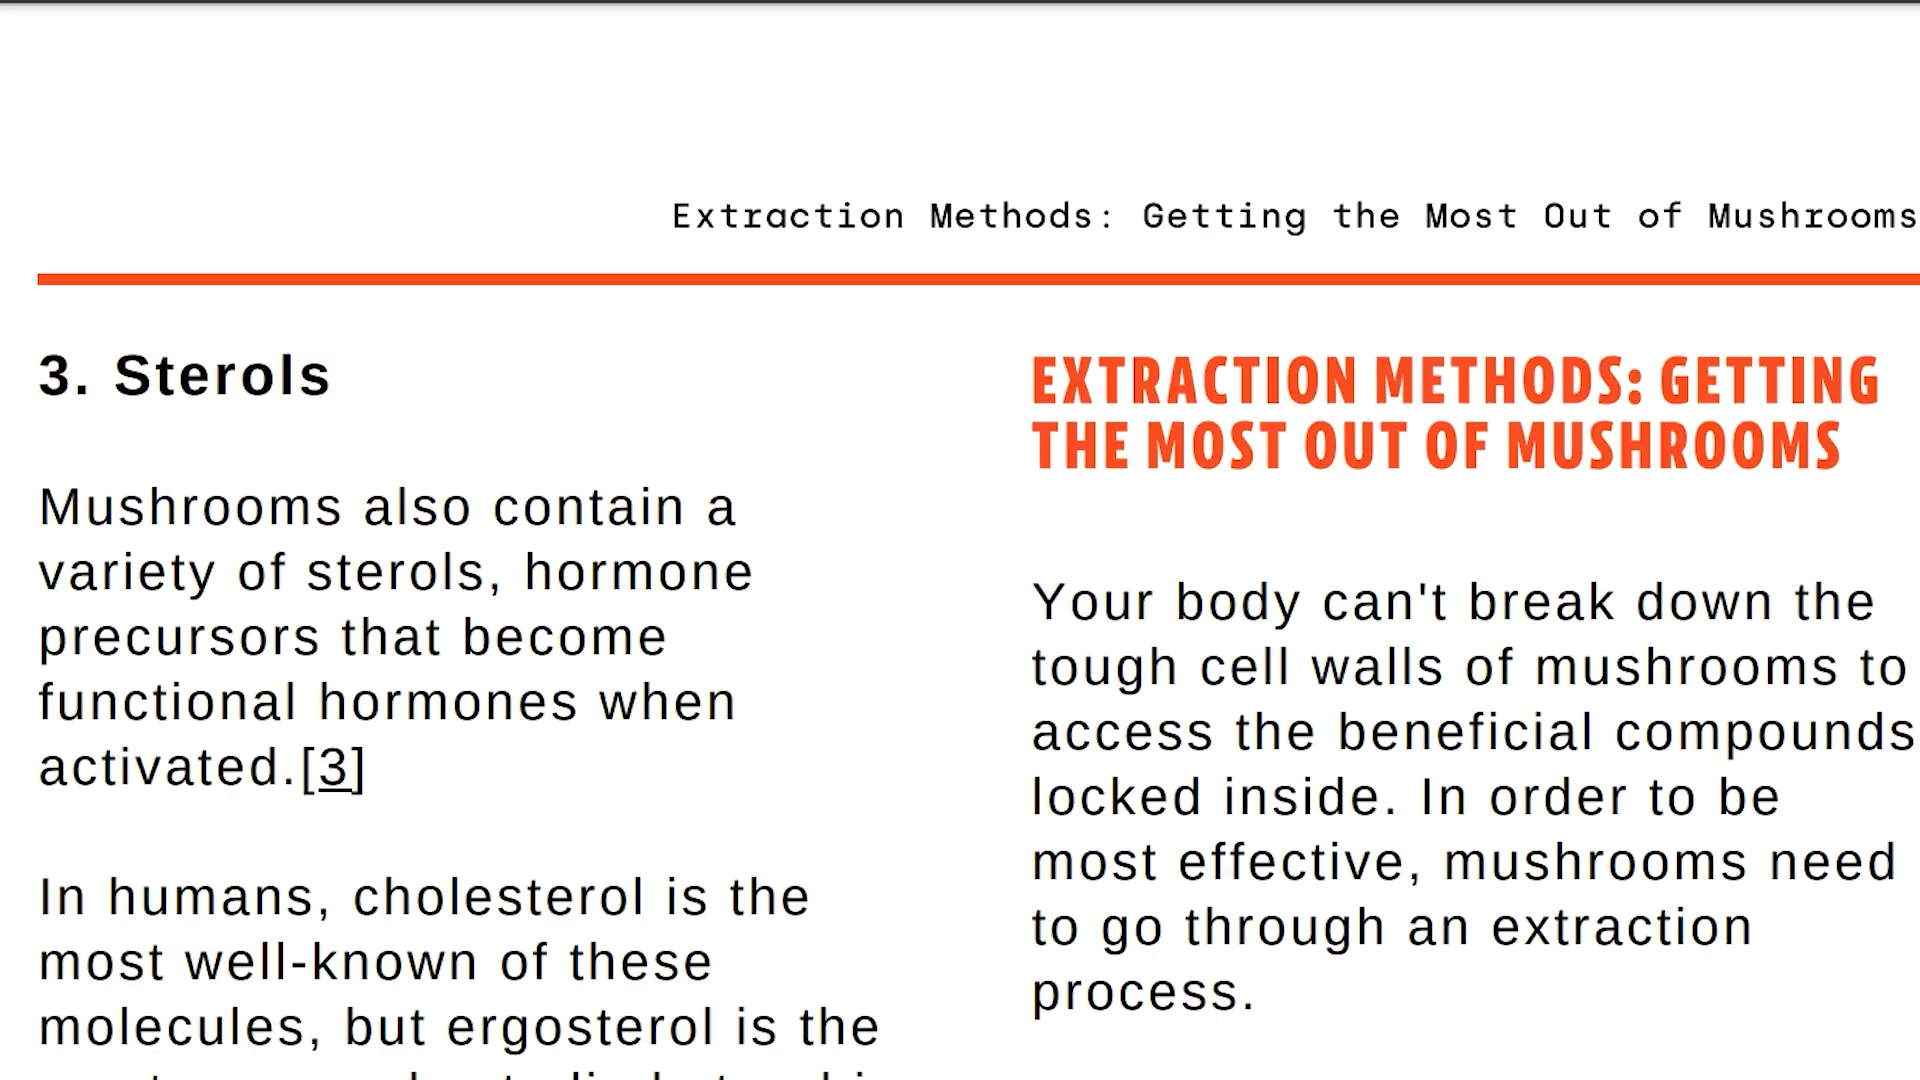 Extraction Methods: Getting the Most Out of Mushrooms
3. Sterols
Mushrooms also contain a
variety of sterols, hormone
precursors that become
functional hormones when
activated.[3]
In humans, cholesterol is the
most well-known of these
molecules, but ergosterol is the
EXTRACTION METHODS: GETTING
THE MOST OUT OF MUSHROOMS
Your body can't break down the
tough cell walls of mushrooms to
access the beneficial compounds
locked inside. In order to be
most effective, mushrooms need
to go through an extraction
process.